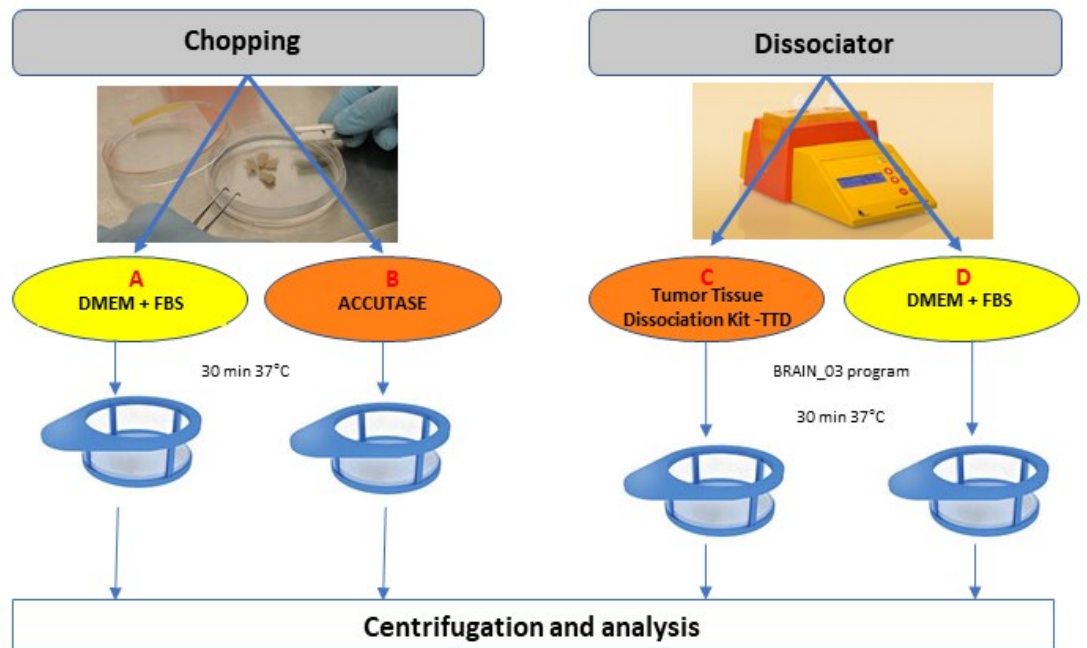 Chopping
Dissociator
A
DMEM + FBS
B
ACCUTASE
C
Tumor Tissue
Dissociation Kit -TTD
D
DMEM + FBS
30 min 37°C
BRAIN_03 program
30 min 37°C
Centrifugation and analysis